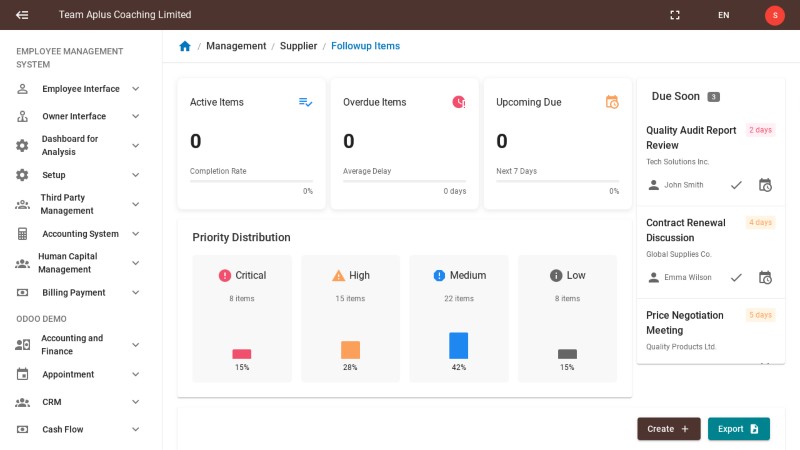 Team Aplus Coaching Limited
EN
S
EMPLOYEE MANAGEMENT
SYSTEM
Employee Interface
Owner Interface
Dashboard for
Analysis
Setup
Third Party
Management
Accounting System
Human Capital
Management
Billing Payment
ODOO DEMO
Accounting and
Finance
Appointment
CRM
Cash Flow
/ Management / Supplier / Followup Items
Active Items
0
Completion Rate
0%
Overdue Items
0
Average Delay
0 days
Upcoming Due
0
Next 7 Days
0%
Priority Distribution
Critical
8 items
15%
High
15 items
28%
Medium
22 items
42%
Low
8 items
15%
Due Soon 3
Quality Audit Report
Review
2 days
Tech Solutions Inc.
John Smith
Contract Renewal
Discussion
4 days
Global Supplies Co.
Emma Wilson
Price Negotiation
Meeting
5 days
Quality Products Ltd.
Create +
Export